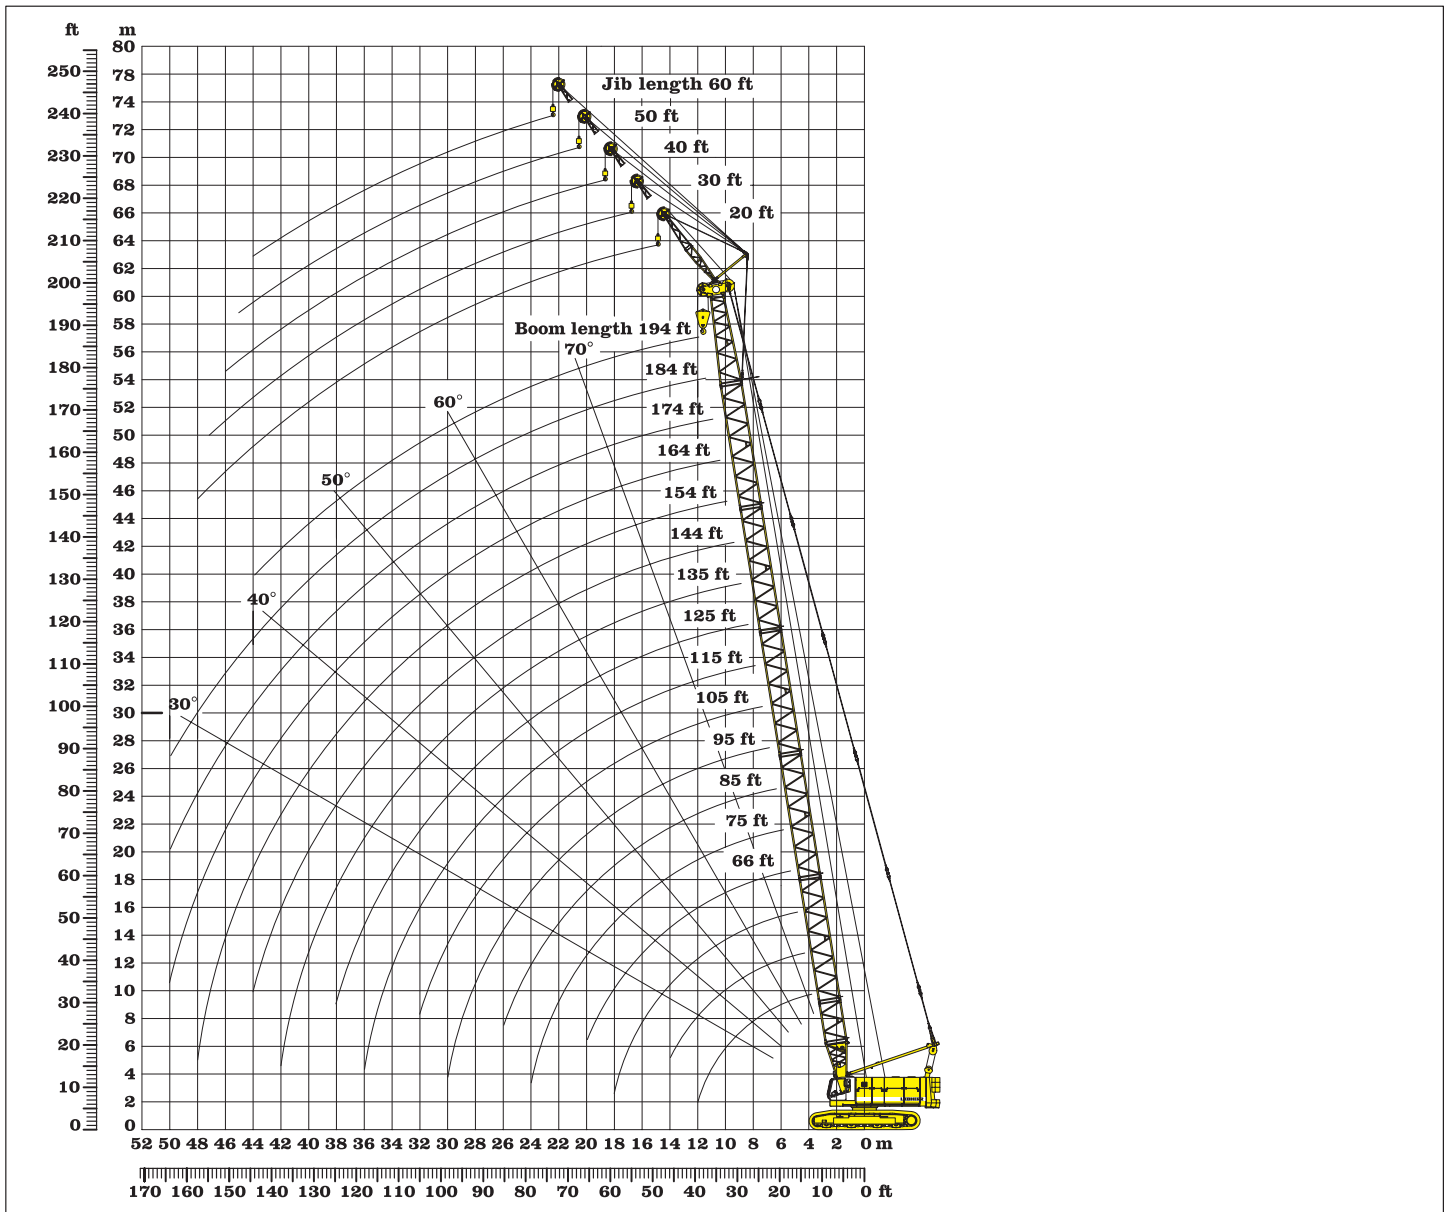 ft m
80
250 78
Jib length 60 ft
240 74
72 50 ft
230 70 40 ft
220 68 30 ft
66 20 ft
210 64
62
200 60
190 58 Boom length 194 ft
56 70°
180 54 184 ft
170 52 60° 174 ft
50
160 48 164 ft
150 46 50° 154 ft
44
140 42 144 ft
130 40 135 ft
38 40°
120 36 125 ft
110 34 115 ft
32
100 30 30° 105 ft
90 28 95 ft
26
80 24 85 ft
22 75 ft
70 20 66 ft
60 18
16
50 14
40 12
30 10
8
20 6
10 4
2
0 0
52 50 48 46 44 42 40 38 36 34 32 30 28 26 24 22 20 18 16 14 12 10 8 6 4 2 0 m
170 160 150 140 130 120 110 100 90 80 70 60 50 40 30 20 10 0 ft